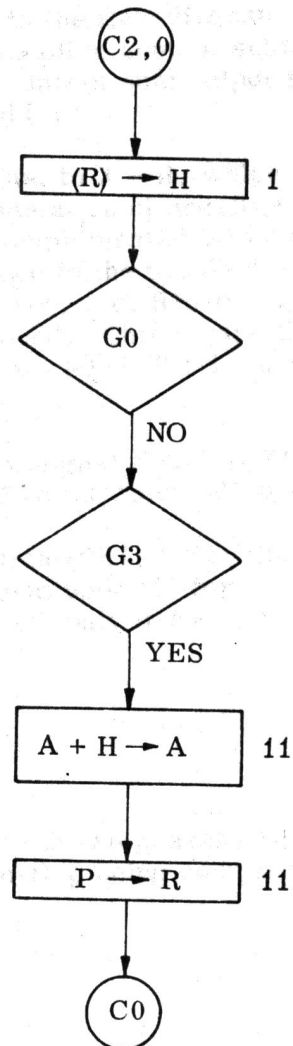 C2,0
(R) → H 1
G0
NO
G3
YES
A + H → A 11
P → R 11
C0